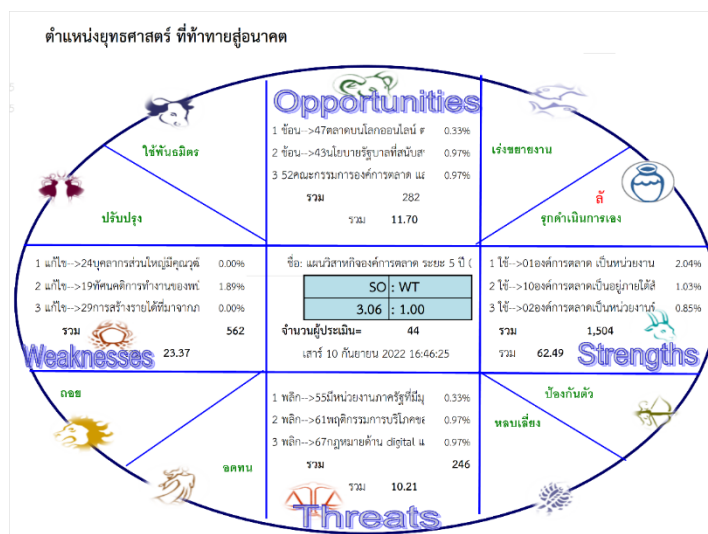 ตำแหน่งยุทธศาสตร์ ที่ท้าทายสู่อนาคต
Opportunities
1 ซ้อน-->47ตลาดบนโลกออนไลน์ 0.33%
2 ซ้อน-->43นโยบายรัฐบาลที่สนับส 0.97%
3 52คณะกรรมการองค์การตลาด 0.97%
รวม 282
รวม 11.70
ใช้พันธมิตร
ปรับปรุง
เร่งขยายงาน
สั
รุกดำเนินการเอง
1 แก้ไข-->24บุคลากรส่วนใหญ่มีคุณวุฒ 0.00%
2 แก้ไข-->19ทัศนคติการทำงานของพน 1.89%
3 แก้ไข-->29การสร้างรายได้ที่มาจาก 0.00%
รวม 562
23.37
Weaknesses
ชื่อ: แผนวิสาหกิจองค์การตลาด ระยะ 5 ปี (
SO : WT
3.06 : 1.00
จำนวนผู้ประเมิน= 44
เสาร์ 10 กันยายน 2022 16:46:25
1 ใช้-->01องค์การตลาด เป็นหน่วยงาน 2.04%
2 ใช้-->10องค์การตลาดเป็นอยู่ภายใต้สั 1.03%
3 ใช้-->02องค์การตลาดเป็นหน่วยงาน 0.85%
รวม 1,504
รวม 62.49
Strengths
ถอย
อดทน
1 พลิก-->55มีหน่วยงานภาครัฐที่มีมุ 0.33%
2 พลิก-->61พฤติกรรมการบริโภคขอ 0.97%
3 พลิก-->67กฎหมายด้าน digital แ 0.97%
รวม 246
รวม 10.21
Threats
ป้องกันตัว
หลบเลี่ยง